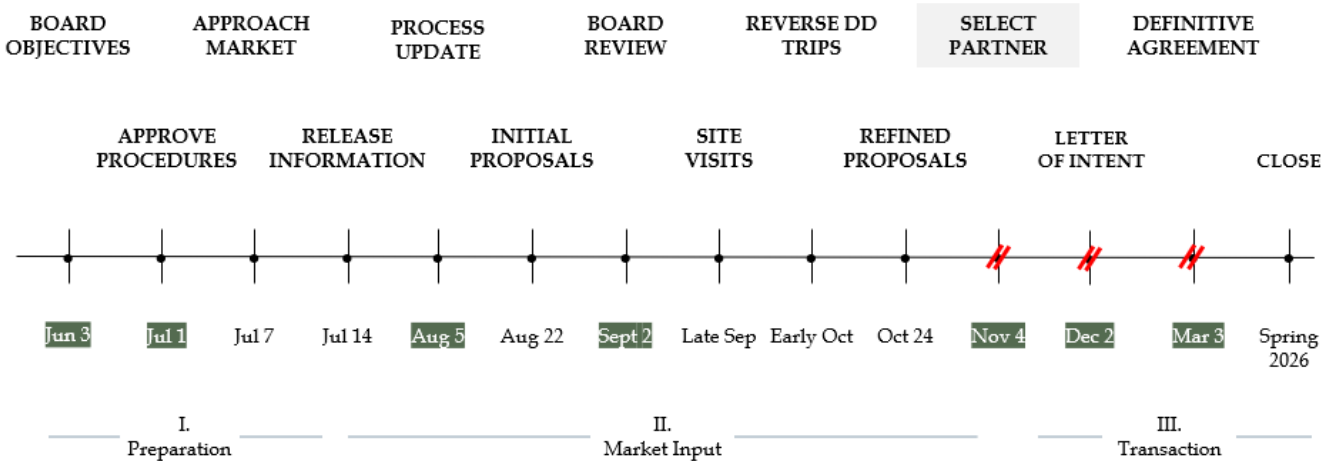 BOARD
OBJECTIVES
APPROACH
MARKET
PROCESS
UPDATE
BOARD
REVIEW
REVERSE DD
TRIPS
SELECT
PARTNER
DEFINITIVE
AGREEMENT
APPROVE
PROCEDURES
RELEASE
INFORMATION
INITIAL
PROPOSALS
SITE
VISITS
REFINED
PROPOSALS
LETTER
OF INTENT
CLOSE
Jun 3
Jul 1
Jul 7
Jul 14
Aug 5
Aug 22
Sept 2
Late Sep
Early Oct
Oct 24
Nov 4
Dec 2
Mar 3
Spring
2026
I.
Preparation
II.
Market Input
III.
Transaction